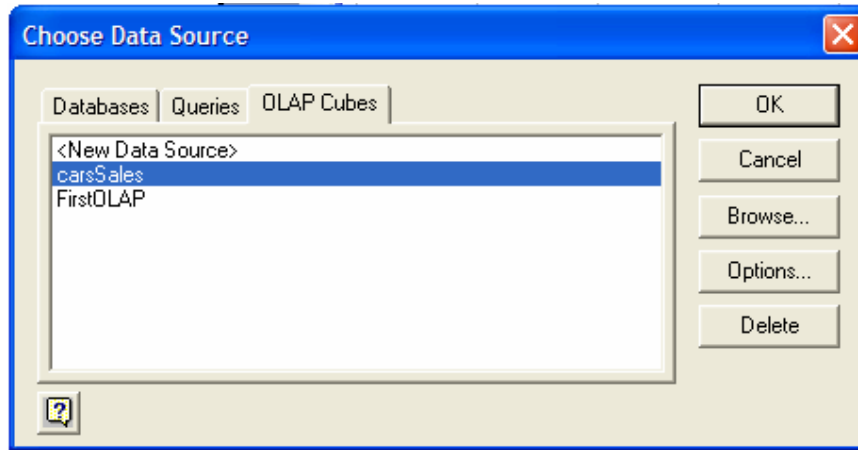 Choose Data Source
Databases Queries OLAP Cubes
<New Data Source>
carsSales
FirstOLAP
OK
Cancel
Browse...
Options...
Delete
?